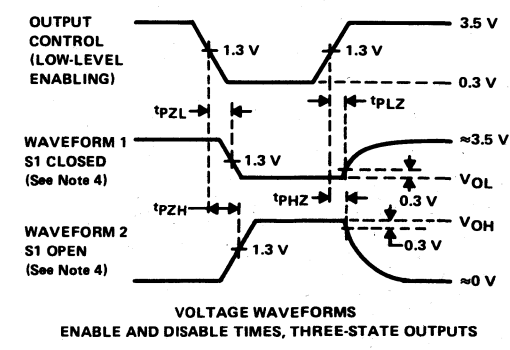 OUTPUT
CONTROL
(LOW-LEVEL
ENABLING)
3.5 V
1.3 V
1.3 V
0.3 V
tPZL
tPLZ
WAVEFORM 1
S1 CLOSED
(See Note 4)
≈3.5 V
1.3 V
VOL
0.3 V
tPHZ
tPZH
WAVEFORM 2
S1 OPEN
(See Note 4)
VOH
1.3 V
0.3 V
≈0 V
VOLTAGE WAVEFORMS
ENABLE AND DISABLE TIMES, THREE-STATE OUTPUTS